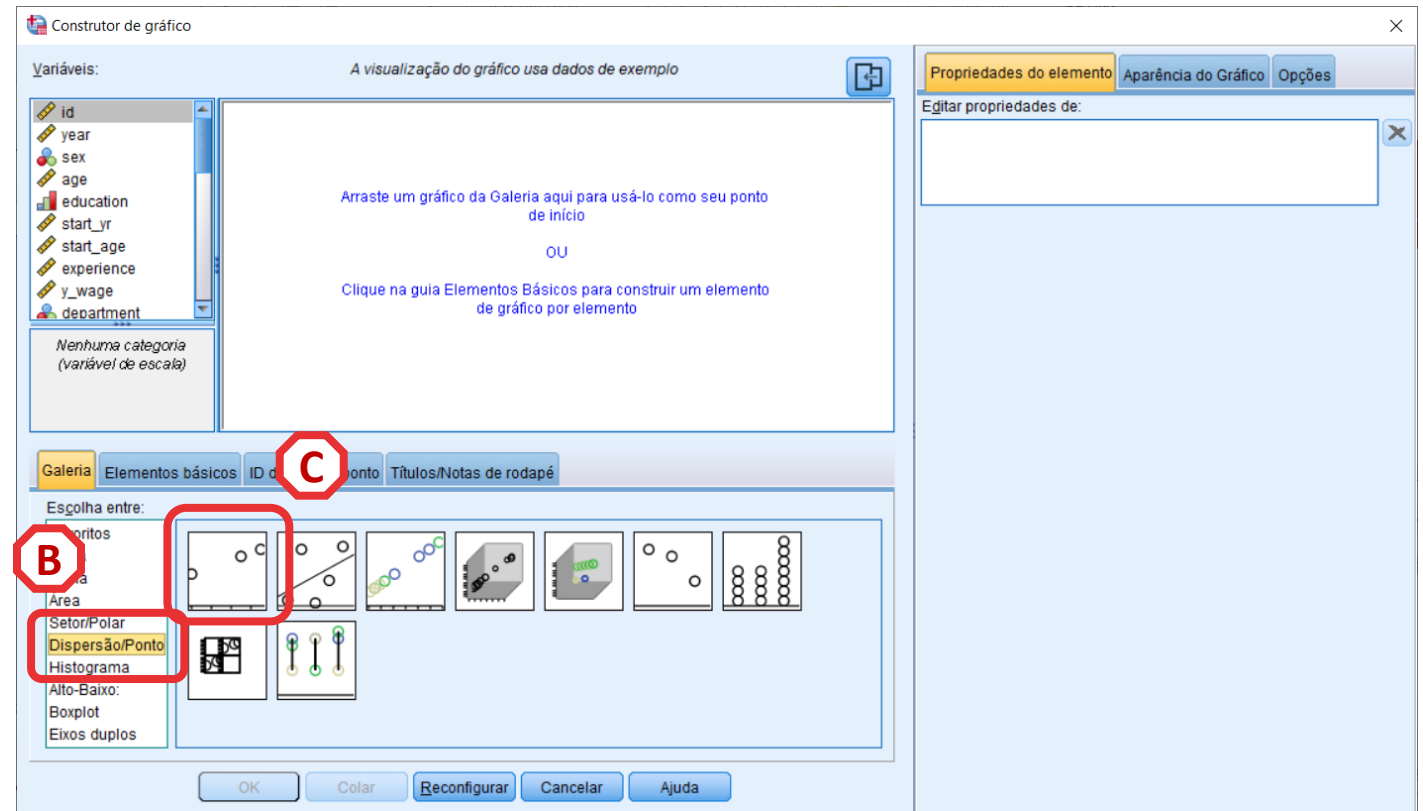 Construtor de gráfico
Variáveis:
A visualização do gráfico usa dados de exemplo
id
year
sex
age
education
start_yr
start_age
experience
y_wage
department
Nenhuma categoria
(variável de escala)
Arraste um gráfico da Galeria aqui para usá-lo como seu ponto
de início
OU
Clique na guia Elementos Básicos para construir um elemento
de gráfico por elemento
Propriedades do elemento Aparência do Gráfico Opções
Editar propriedades de:
Galeria Elementos básicos ID ponto Títulos/Notas de rodapé
C
Escolha entre:
B
Área
Setor/Polar
Dispersão/Ponto
Histograma
Alto-Baixo:
Boxplot
Eixos duplos
OK Colar Reconfigurar Cancelar Ajuda